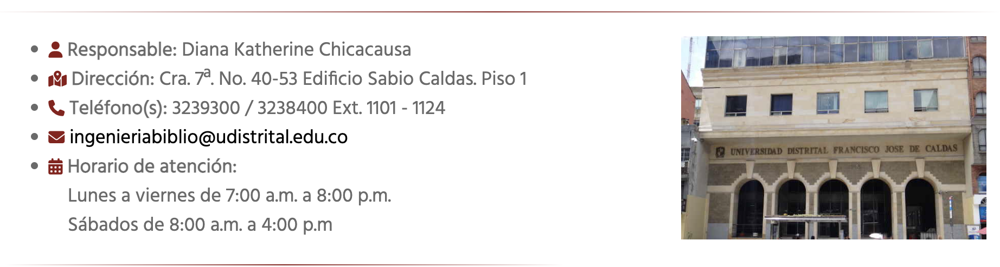 Responsable: Diana Katherine Chicacausa
Dirección: Cra. 7ª. No. 40-53 Edificio Sabio Caldas. Piso 1
Teléfono(s): 3239300 / 3238400 Ext. 1101 - 1124
ingenieriabiblio@udistrital.edu.co
Horario de atención:
Lunes a viernes de 7:00 a.m. a 8:00 p.m.
Sábados de 8:00 a.m. a 4:00 p.m
UNIVERSIDAD DISTRITAL FRANCISCO JOSE DE CALDAS